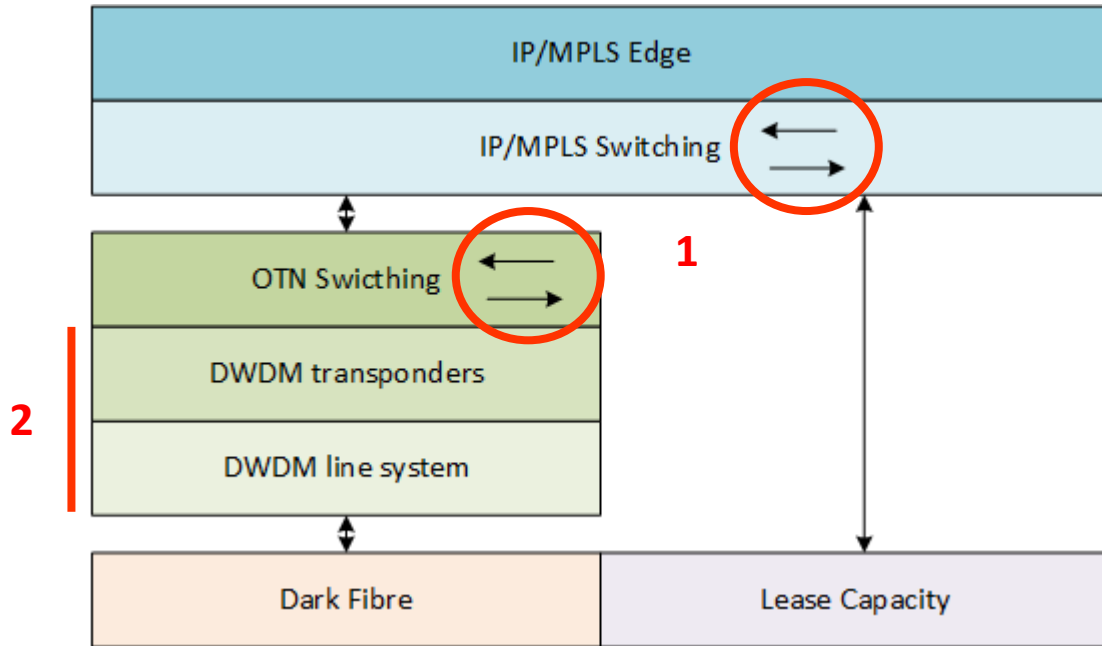 IP/MPLS Edge
IP/MPLS Switching
1
OTN Swicthing
DWDM transponders
2
DWDM line system
Dark Fibre
Lease Capacity